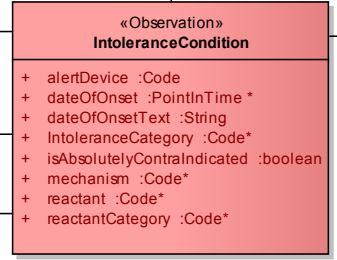 «Observation»
IntoleranceCondition
+ alertDevice :Code
+ dateOfOnset :PointInTime *
+ dateOfOnsetText :String
+ IntoleranceCategory :Code*
+ isAbsolutelyContraIndicated :boolean
+ mechanism :Code*
+ reactant :Code*
+ reactantCategory :Code*